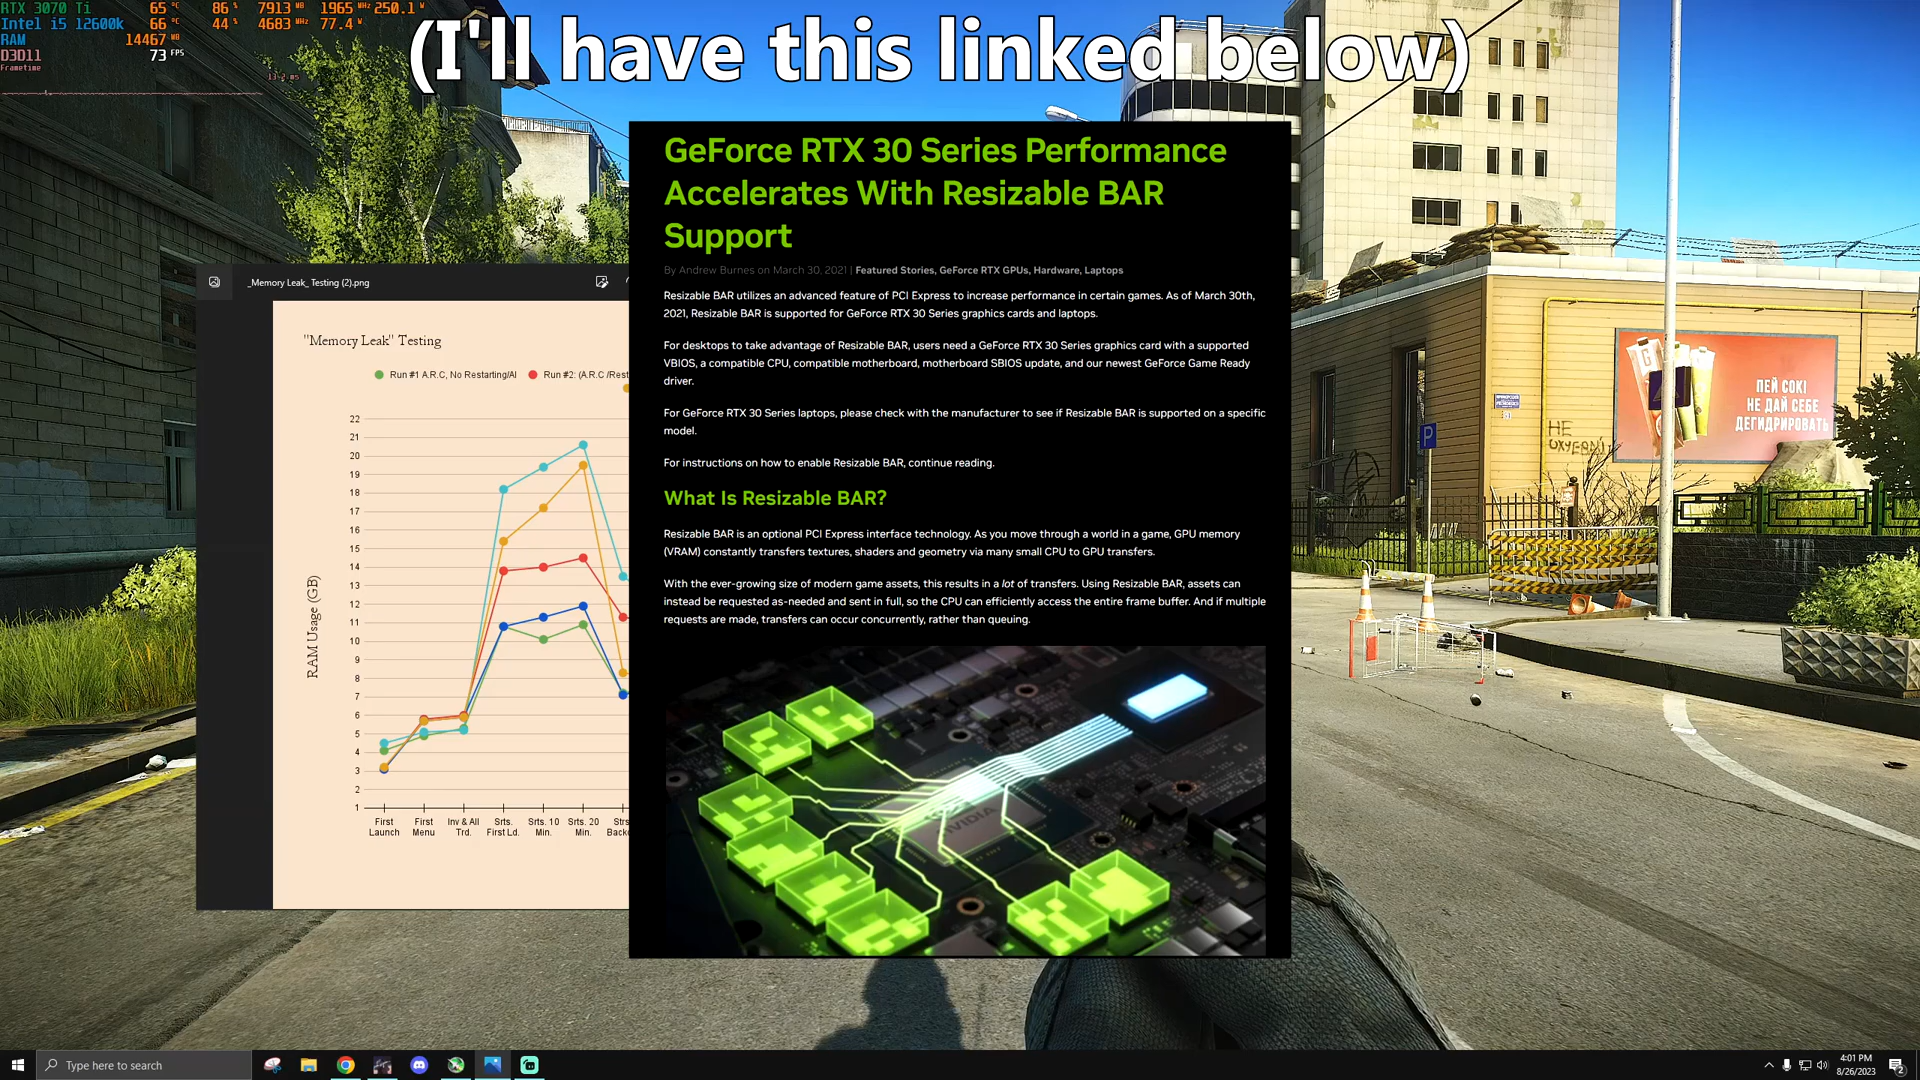 RTX 3070 Ti 65 °C 86 % 7913 MB 1965 MHz 250.1 W
Intel i5 12600k 66 °C 44 % 4683 MHz 77.4 W
RAM 14467 MB
D3D11 73 FPS
Frametime
13.2 ms
(I'll have this linked below)
GeForce RTX 30 Series Performance
Accelerates With Resizable BAR
Support
By Andrew Burnes on March 30, 2021 | Featured Stories, GeForce RTX GPUs, Hardware, Laptops
Resizable BAR utilizes an advanced feature of PCI Express to increase performance in certain games. As of March 30th,
2021, Resizable BAR is supported for GeForce RTX 30 Series graphics cards and laptops.
For desktops to take advantage of Resizable BAR, users need a GeForce RTX 30 Series graphics card with a supported
VBIOS, a compatible CPU, compatible motherboard, motherboard SBIOS update, and our newest GeForce Game Ready
driver.
For GeForce RTX 30 Series laptops, please check with the manufacturer to see if Resizable BAR is supported on a specific
model.
For instructions on how to enable Resizable BAR, continue reading.
What Is Resizable BAR?
Resizable BAR is an optional PCI Express interface technology. As you move through a world in a game, GPU memory
(VRAM) constantly transfers textures, shaders and geometry via many small CPU to GPU transfers.
With the ever-growing size of modern game assets, this results in a lot of transfers. Using Resizable BAR, assets can
instead be requested as-needed and sent in full, so the CPU can efficiently access the entire frame buffer. And if multiple
requests are made, transfers can occur concurrently, rather than queuing.
NVIDIA
_Memory Leak_ Testing (2).png
"Memory Leak" Testing
Run #1 A.R.C, No Restarting/Al
Run #2: (A.R.C /Rest
RAM Usage (GB)
22
21
20
19
18
17
16
15
14
13
12
11
10
9
8
7
6
5
4
3
2
1
First First Inv & All Srts. Srts. 10 Srts. 20 Strs
Launch Menu Trd. First Ld. Min. Min. Back
ПЕЙ СОКІ
НЕ ДАЙ СЕБЕ
ДЕГИДРИРОВАТЬ
P
НЕ
Type here to search
4:01 PM
8/26/2023
2